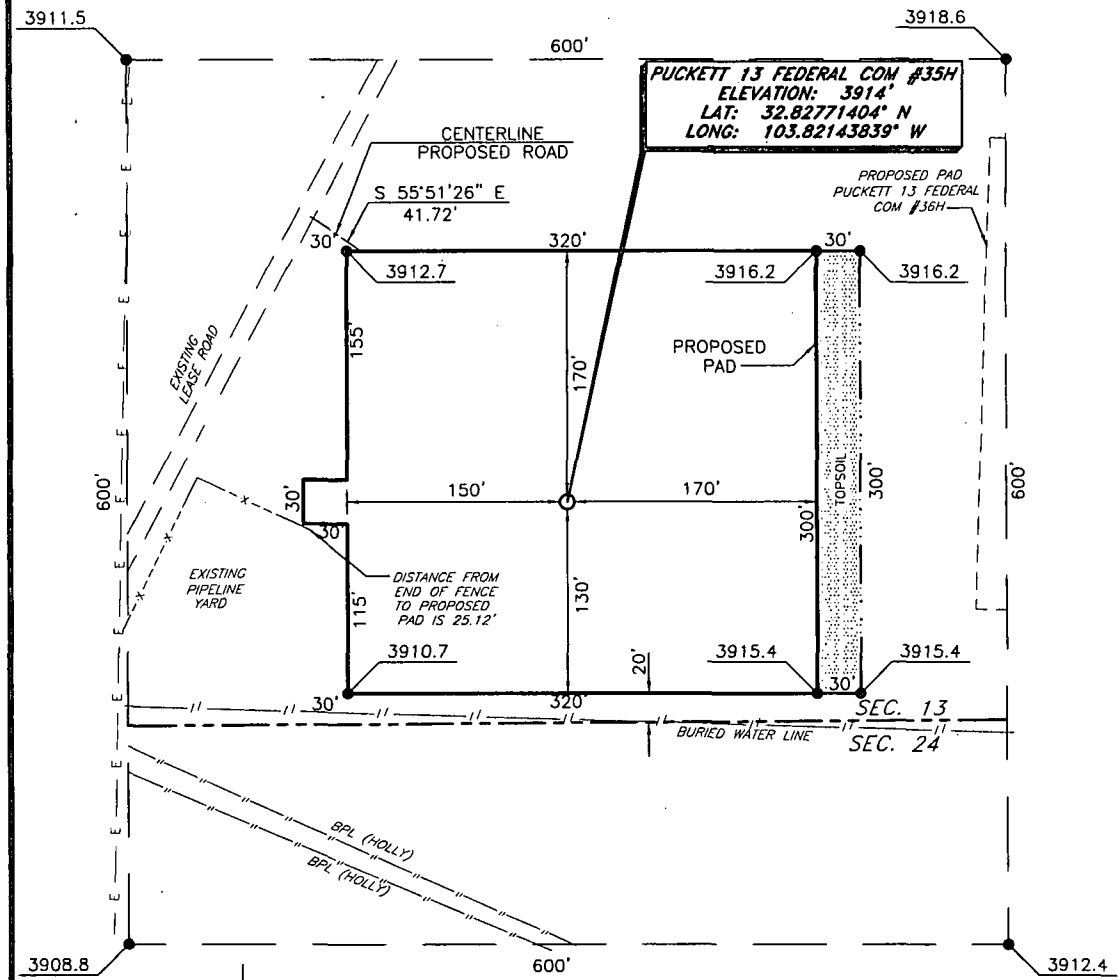 3911.5
3918.6
600'
PUCKETT 13 FEDERAL COM #35H
ELEVATION: 3914'
LAT: 32.82771404° N
LONG: 103.82143839° W
CENTERLINE
PROPOSED ROAD
PROPOSED PAD
PUCKETT 13 FEDERAL
COM #36H
S 55°51'26" E
41.72'
30'
320'
30'
3912.7
3916.2
3916.2
EXISTING
LEASE ROAD
155'
170'
PROPOSED
PAD
E
E
E
E
E
E
E
E
E
E
E
600'
30'
30'
150'
170'
300'
TOPSOIL
300'
600'
EXISTING
PIPELINE
YARD
x
x
x
DISTANCE FROM
END OF FENCE
TO PROPOSED
PAD IS 25.12'
115'
130'
3910.7
3915.4
3915.4
20'
30'
320'
30'
SEC. 13
BURIED WATER LINE
SEC. 24
BPL (HOLLY)
BPL (HOLLY)
3908.8
600'
3912.4